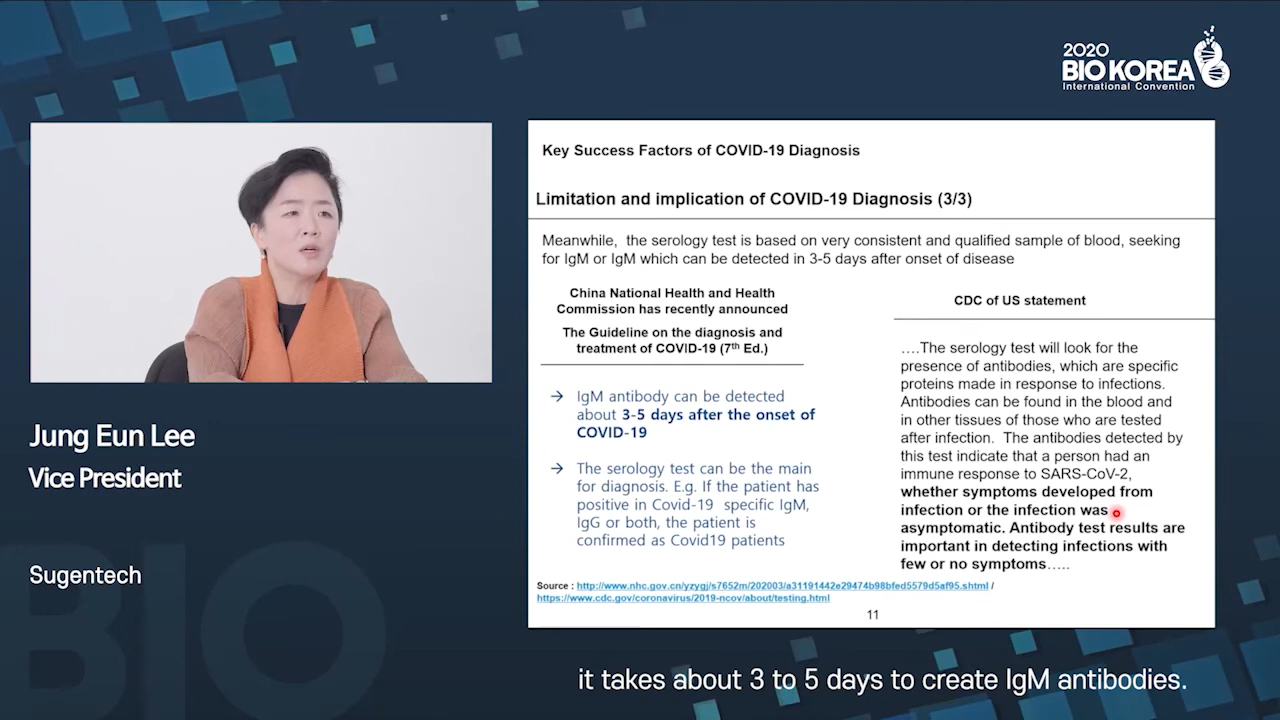 2020
BIO KOREA
International Convention
Key Success Factors of COVID-19 Diagnosis
Limitation and implication of COVID-19 Diagnosis (3/3)
Meanwhile, the serology test is based on very consistent and qualified sample of blood, seeking
for IgM or IgM which can be detected in 3-5 days after onset of disease
China National Health and Health
Commission has recently announced
The Guideline on the diagnosis and
treatment of COVID-19 (7th Ed.)
→ IgM antibody can be detected
about 3-5 days after the onset of
COVID-19
→ The serology test can be the main
for diagnosis. E.g. If the patient has
positive in Covid-19 specific IgM,
IgG or both, the patient is
confirmed as Covid19 patients
CDC of US statement
….The serology test will look for the
presence of antibodies, which are specific
proteins made in response to infections.
Antibodies can be found in the blood and
in other tissues of those who are tested
after infection. The antibodies detected by
this test indicate that a person had an
immune response to SARS-CoV-2,
whether symptoms developed from
infection or the infection was
asymptomatic. Antibody test results are
important in detecting infections with
few or no symptoms…..
Source : http://www.nhc.gov.cn/yzygj/s7652m/202003/a31191442e29474b98bfed5579d5af95.shtml /
https://www.cdc.gov/coronavirus/2019-ncov/about/testing.html
11
Jung Eun Lee
Vice President
Sugentech
BIO
it takes about 3 to 5 days to create IgM antibodies.